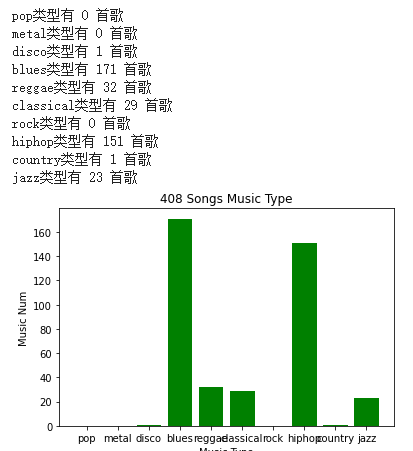 pop类型有 0 首歌
metal类型有 0 首歌
disco类型有 1 首歌
blues类型有 171 首歌
reggae类型有 32 首歌
classical类型有 29 首歌
rock类型有 0 首歌
hiphop类型有 151 首歌
country类型有 1 首歌
jazz类型有 23 首歌
408 Songs Music Type
160
140
120
100
80
60
40
20
0
Music Num
pop metal disco blues reggae classical rock hiphop country jazz
Music Type